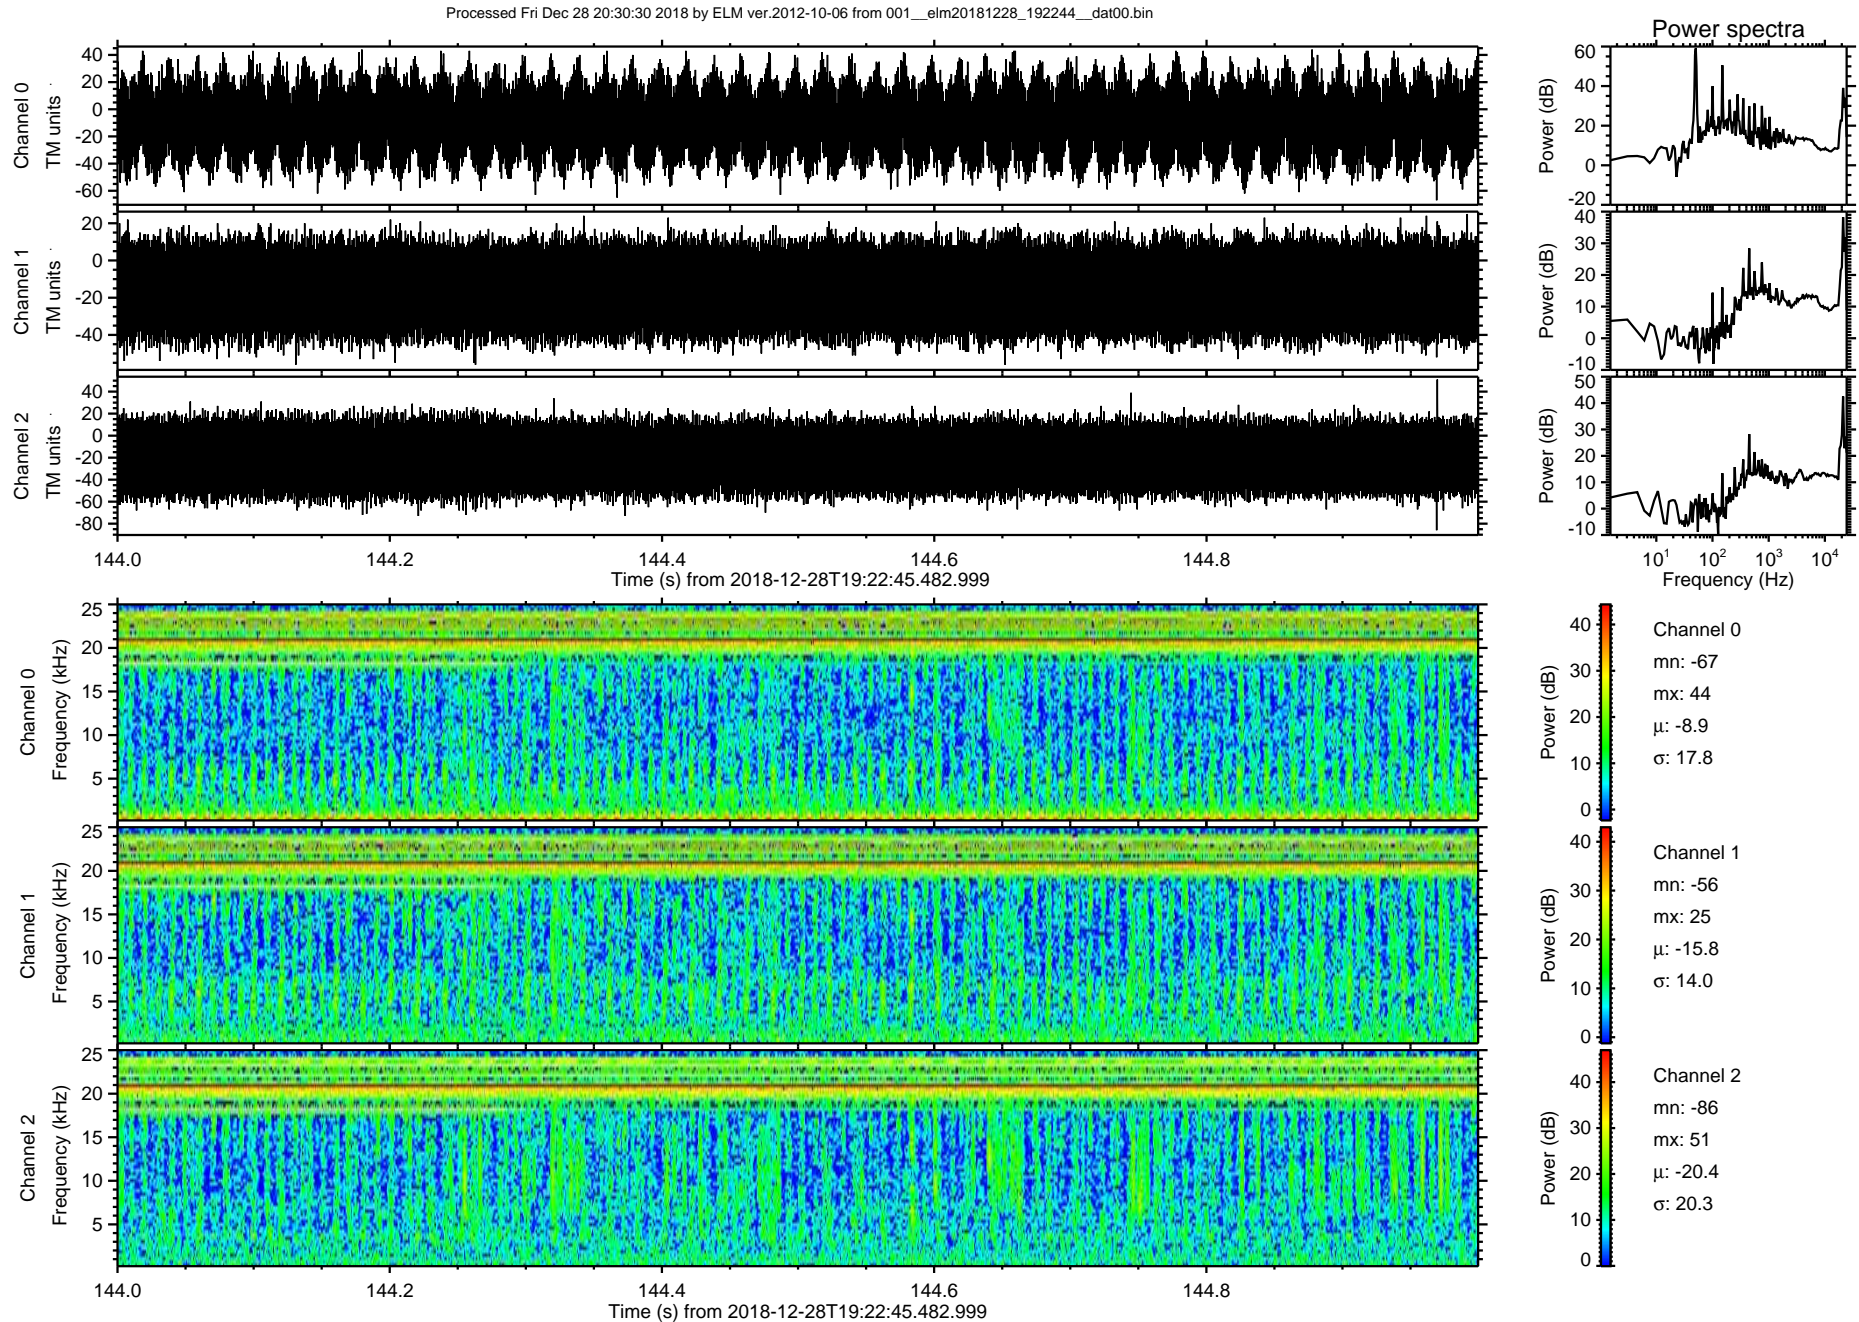 Processed Fri Dec 28 20:30:30 2018 by ELM ver.2012-10-06 from 001__elm20181228_192244__dat00.bin
Power spectra
Channel 0
TM units
40
20
0
-20
-40
-60
Power (dB)
60
40
20
0
-20
Channel 1
TM units
20
0
-20
-40
Power (dB)
40
30
20
10
0
-10
Channel 2
TM units
40
20
0
-20
-40
-60
-80
Power (dB)
50
40
30
20
10
0
-10
144.0 144.2 144.4 144.6 144.8
Time (s) from 2018-12-28T19:22:45.482.999
10¹ 10² 10³ 10⁴
Frequency (Hz)
Channel 0
Frequency (kHz)
25
20
15
10
5
Power (dB)
40
30
20
10
0
Channel 0
mn: -67
mx: 44
µ: -8.9
σ: 17.8
Channel 1
Frequency (kHz)
25
20
15
10
5
Power (dB)
40
30
20
10
0
Channel 1
mn: -56
mx: 25
µ: -15.8
σ: 14.0
Channel 2
Frequency (kHz)
25
20
15
10
5
Power (dB)
40
30
20
10
0
Channel 2
mn: -86
mx: 51
µ: -20.4
σ: 20.3
144.0 144.2 144.4 144.6 144.8
Time (s) from 2018-12-28T19:22:45.482.999